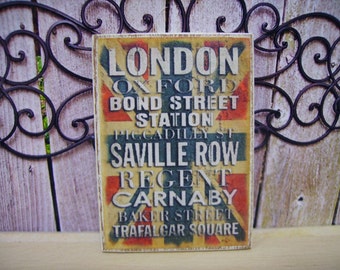 LONDON
OXFORD
BOND STREET
STATION
PICCADILLY ST
SAVILLE ROW
REGENT
CARNABY
BAKER STREET
TRAFALGAR SQUARE